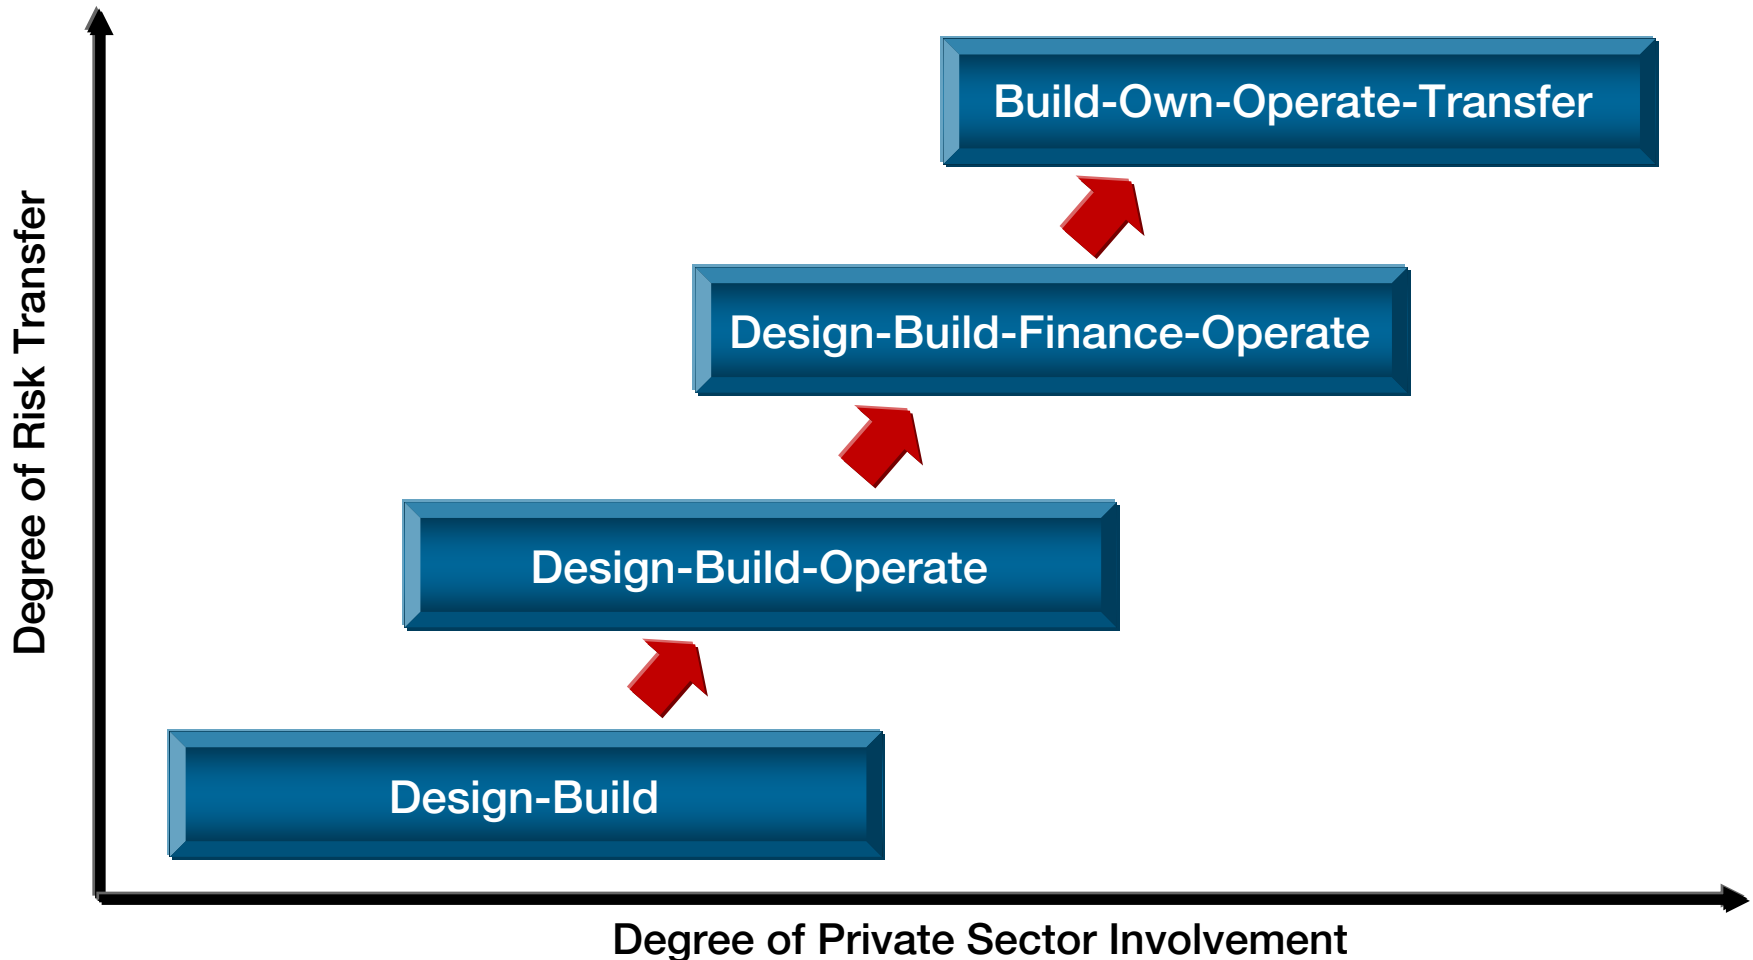 Build-Own-Operate-Transfer
Design-Build-Finance-Operate
Design-Build-Operate
Design-Build
Degree of Risk Transfer
Degree of Private Sector Involvement